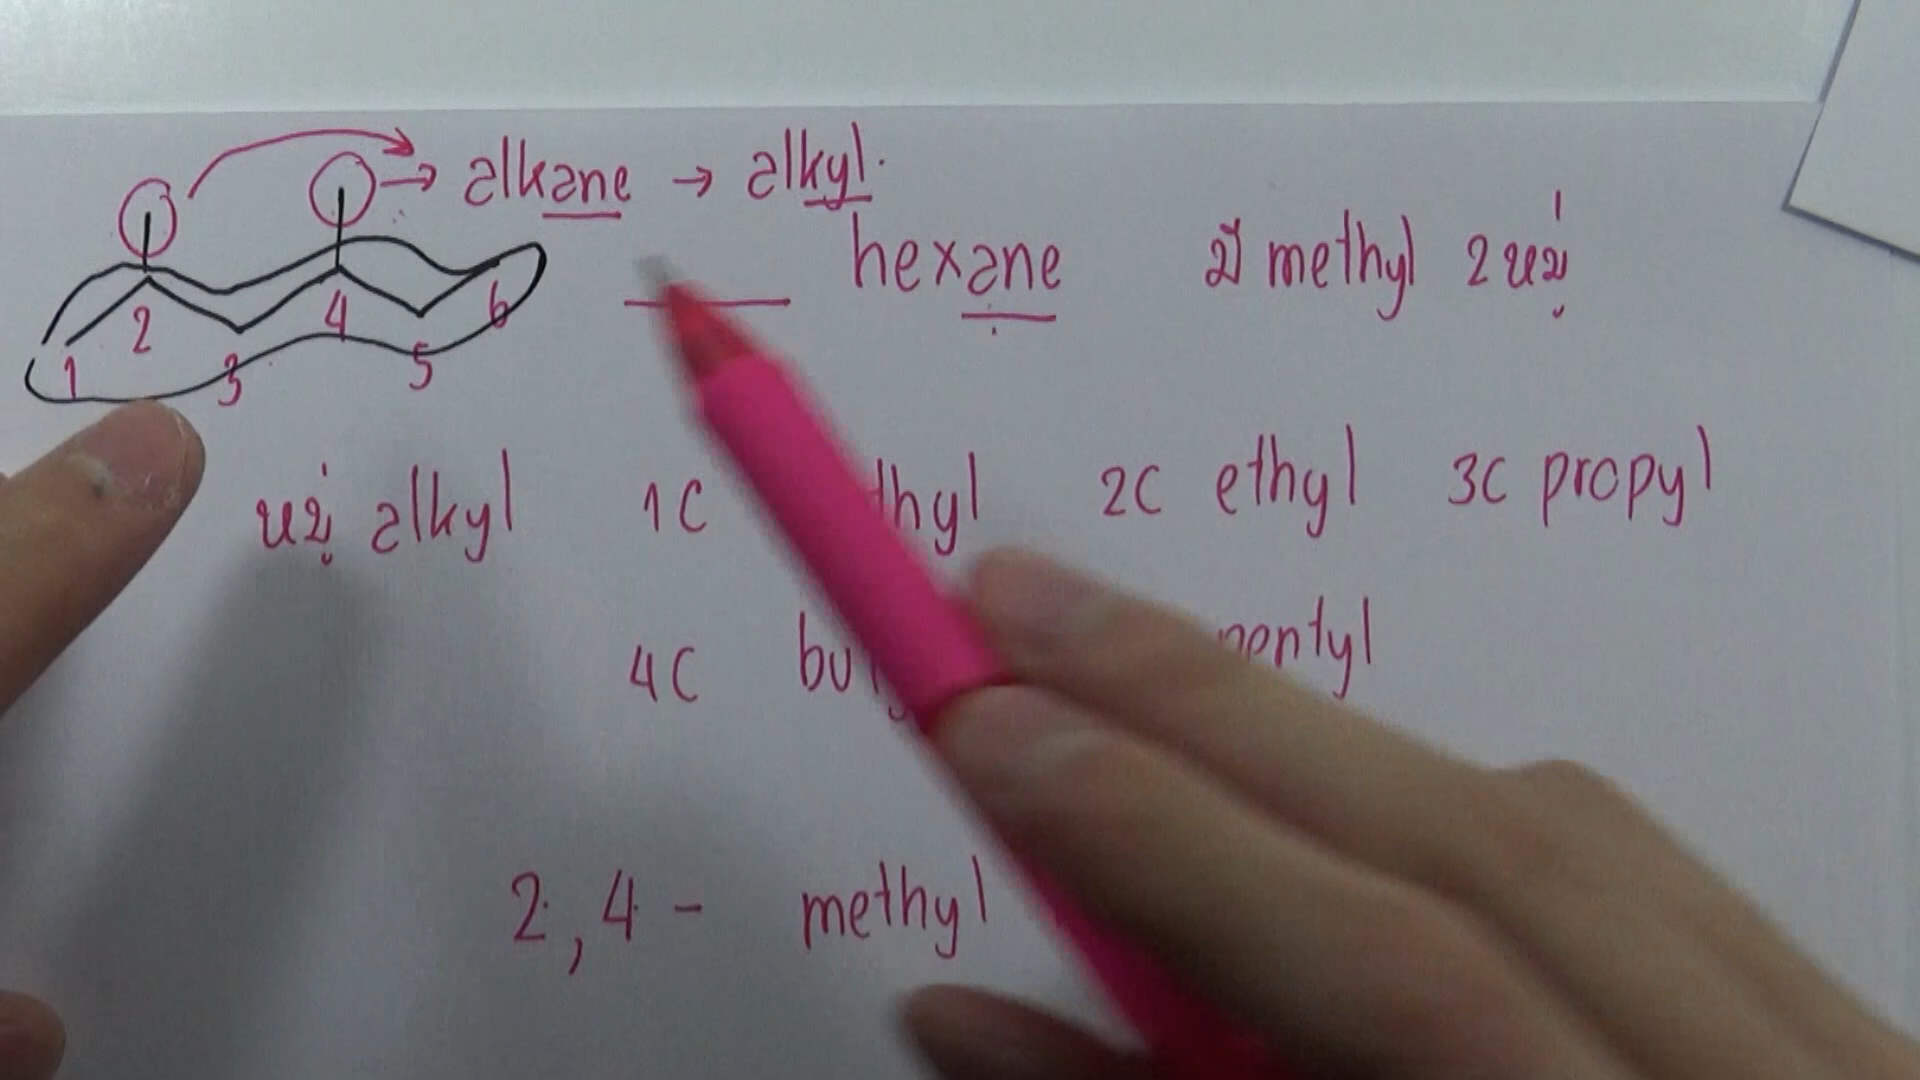 → alkane → alkyl.
hexane มี methyl 2 หมู่
1 2 3 4 5 6
หมู่ alkyl 1C 2C ethyl 3C propyl
4C pentyl
2,4 - methyl